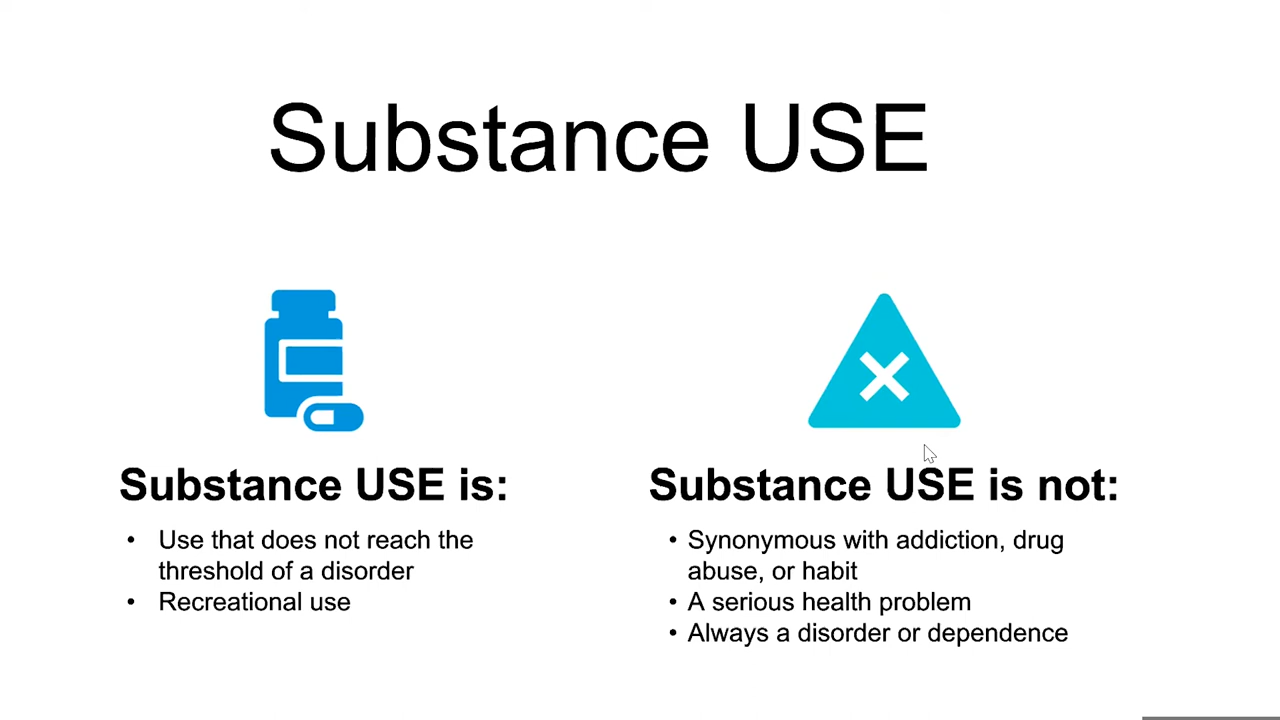 Substance USE
Substance USE is:
• Use that does not reach the
threshold of a disorder
• Recreational use
Substance USE is not:
• Synonymous with addiction, drug
abuse, or habit
• A serious health problem
• Always a disorder or dependence